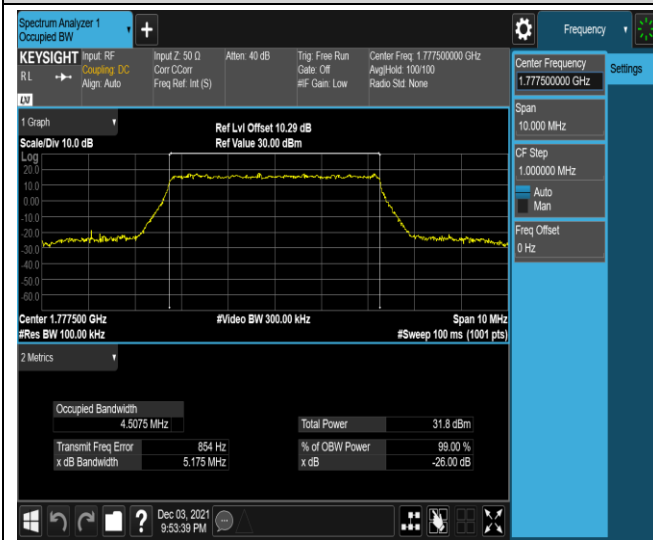 Spectrum Analyzer 1
Occupied BW
+
Frequency
KEYSIGHT
RL
LXI
Input: RF
Coupling: DC
Align: Auto
Input Z: 50 Ω
Corr CCorr
Freq Ref: Int (S)
Atten: 40 dB
Trig: Free Run
Gate: Off
#IF Gain: Low
Center Freq: 1.777500000 GHz
Avg|Hold: 100/100
Radio Std: None
Center Frequency
1.777500000 GHz
Settings
Span
10.000 MHz
CF Step
1.000000 MHz
Auto
Man
Freq Offset
0 Hz
1 Graph
Ref Lvl Offset 10.29 dB
Scale/Div 10.0 dB
Ref Value 30.00 dBm
Log
20.0
10.0
0.00
-10.0
-20.0
-30.0
-50.0
-60.0
Center 1.777500 GHz
#Video BW 300.00 kHz
Span 10 MHz
#Res BW 100.00 kHz
#Sweep 100 ms (1001 pts)
2 Metrics
Occupied Bandwidth
4.5075 MHz
Total Power 31.8 dBm
Transmit Freq Error 854 Hz
% of OBW Power 99.00 %
x dB Bandwidth 5.175 MHz
x dB -26.00 dB
?
Dec 03, 2021
9:53:39 PM